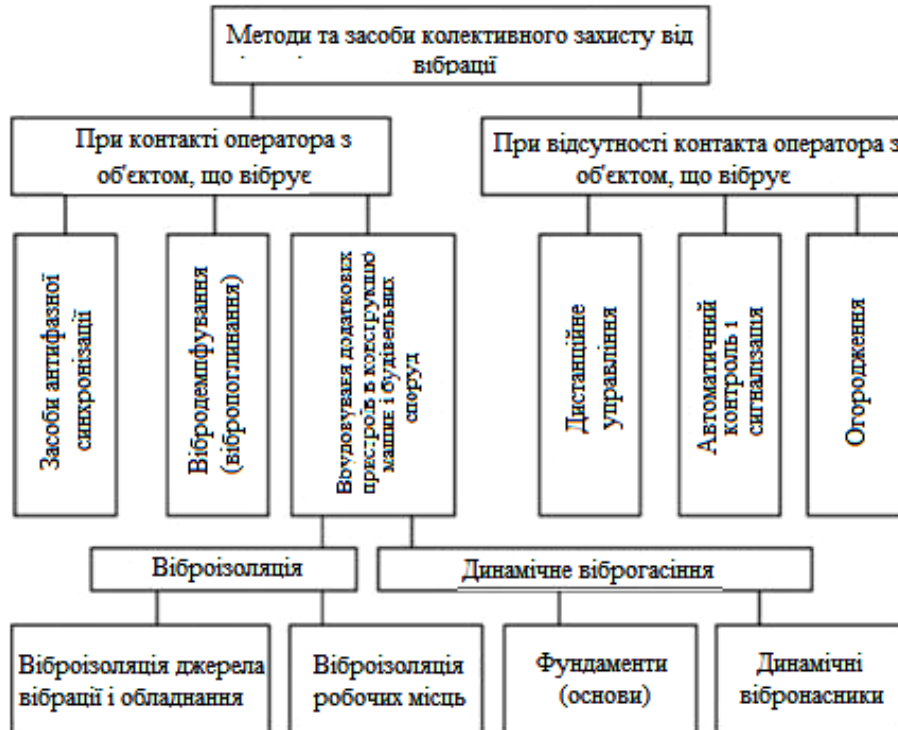 Методи та засоби колективного захисту від
вібрації
При контакті оператора з
об'єктом, що вібрує
При відсутності контакта оператора з
об'єктом, що вібрує
Засоби антифазної
синхронізації
Вібродемпфування
(вібропоглинання)
Вбудовування додаткових
пристроїв в конструкцію
машин і будівельних
споруд
Дистанційне
управління
Автоматичний
контроль і
сигналізація
Огородження
Віброізоляція
Динамічне віброгасіння
Віброізоляція джерела
вібрації і обладнання
Віброізоляція
робочих місць
Фундаменти
(основи)
Динамічні
вібронасники